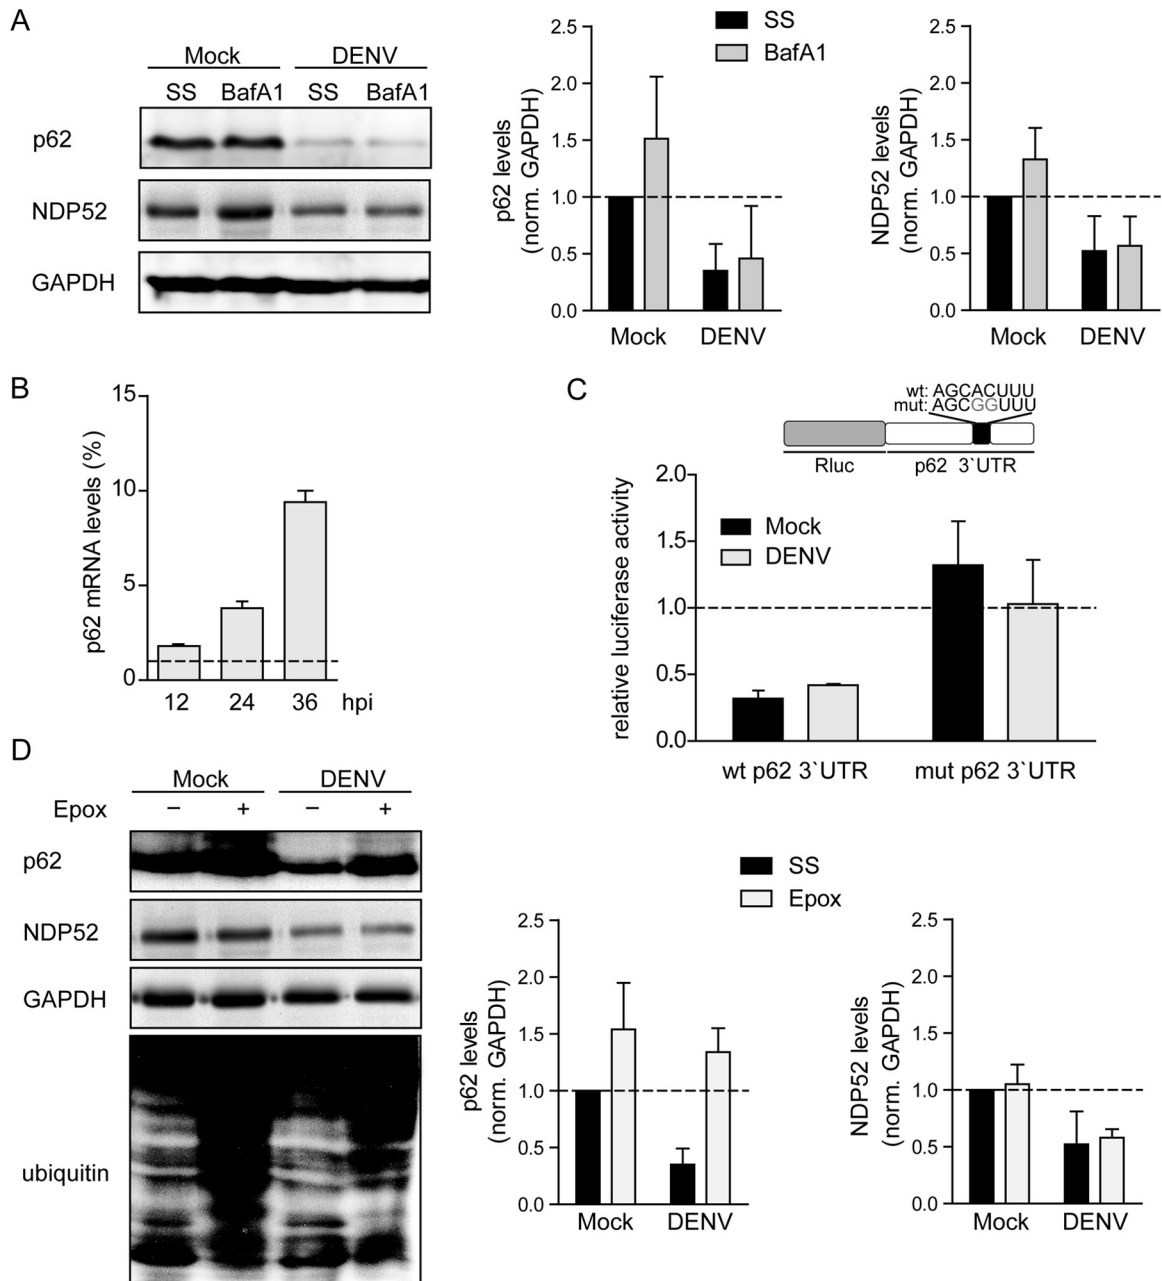 A
Mock DENV
SS BafA1 SS BafA1
p62
NDP52
GAPDH
SS
BafA1
p62 levels
(norm. GAPDH)
2.5
2.0
1.5
1.0
0.5
0.0
Mock DENV
NDP52 levels
(norm. GAPDH)
2.5
2.0
1.5
1.0
0.5
0.0
Mock DENV
B
p62 mRNA levels (%)
15
10
5
0
12 24 36 hpi
C
wt: AGCACUUU
mut: AGCGGUUU
Rluc p62 3`UTR
relative luciferase activity
2.0
1.5
1.0
0.5
0.0
Mock
DENV
wt p62 3`UTR mut p62 3`UTR
D
Mock DENV
Epox – + – +
p62
NDP52
GAPDH
ubiquitin
SS
Epox
p62 levels
(norm. GAPDH)
2.5
2.0
1.5
1.0
0.5
0.0
Mock DENV
NDP52 levels
(norm. GAPDH)
2.5
2.0
1.5
1.0
0.5
0.0
Mock DENV